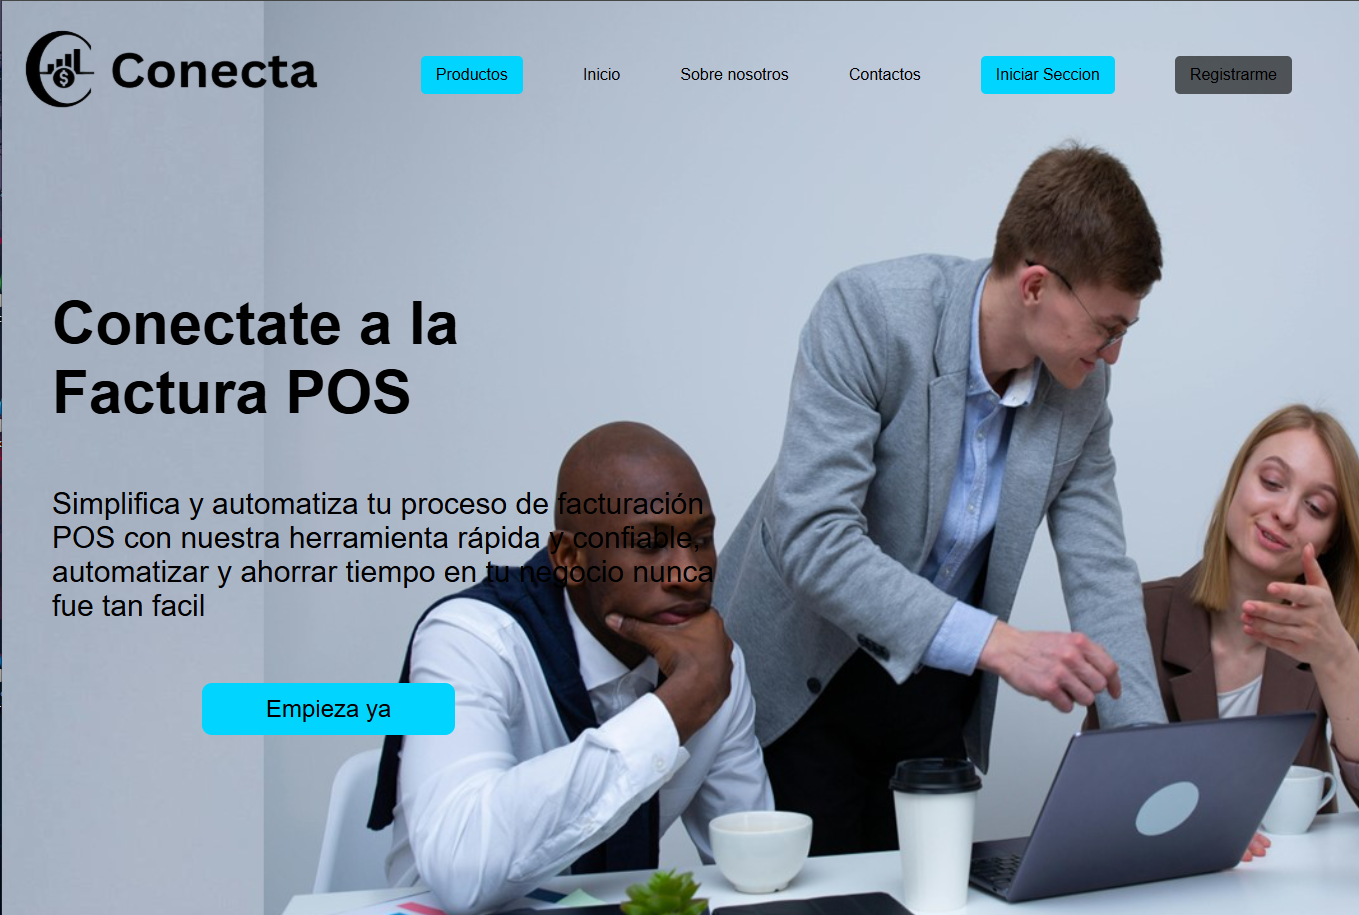 Conecta
Productos
Inicio
Sobre nosotros
Contactos
Iniciar Seccion
Registrarme
Conectate a la
Factura POS
Simplifica y automatiza tu proceso de facturación
POS con nuestra herramienta rápida y confiable,
automatizar y ahorrar tiempo en tu negocio nunca
fue tan facil
Empieza ya